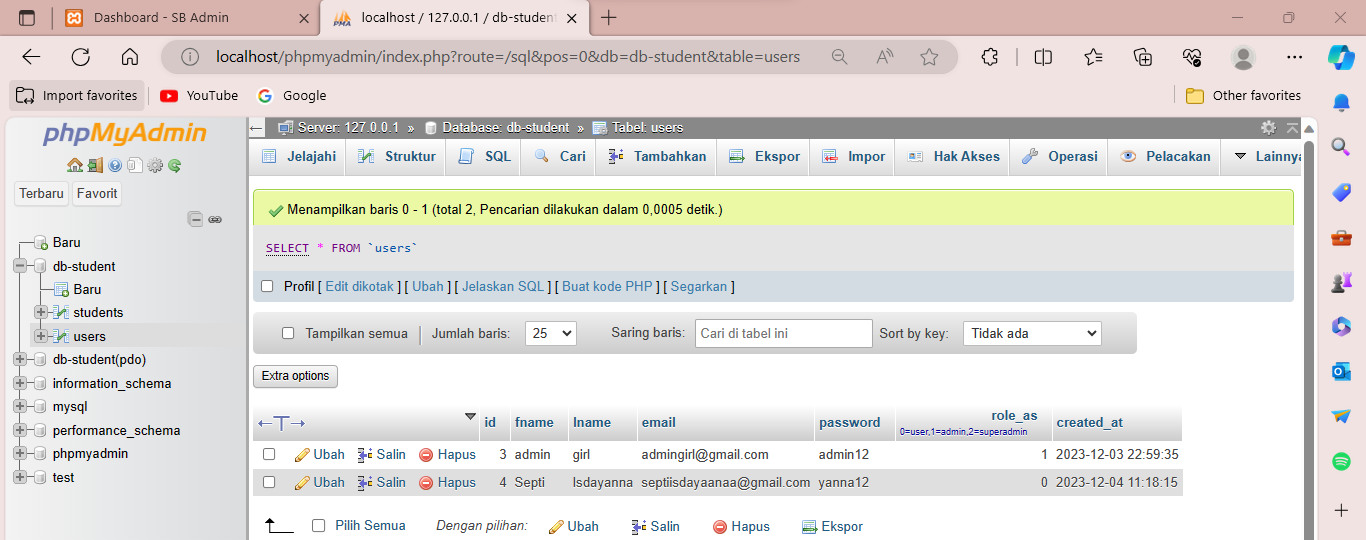 Dashboard - SB Admin
localhost / 127.0.0.1 / db-student
localhost/phpmyadmin/index.php?route=/sql&pos=0&db=db-student&table=users
Import favorites
YouTube
Google
Other favorites
phpMyAdmin
Terbaru
Favorit
Baru
db-student
Baru
students
users
db-student(pdo)
information_schema
mysql
performance_schema
phpmyadmin
test
Server: 127.0.0.1 » Database: db-student » Tabel: users
Jelajahi Struktur SQL Cari Tambahkan Ekspor Impor Hak Akses Operasi Pelacakan Lainnya
Menampilkan baris 0 - 1 (total 2, Pencarian dilakukan dalam 0,0005 detik.)
SELECT * FROM `users`
Profil [ Edit dikotak ] [ Ubah ] [ Jelaskan SQL ] [ Buat kode PHP ] [ Segarkan ]
Tampilkan semua Jumlah baris: 25 Saring baris: Cari di tabel ini Sort by key: Tidak ada
Extra options
id fname lname email password role_as created_at
0=user,1=admin,2=superadmin
Ubah Salin Hapus 3 admin girl admingirl@gmail.com admin12 1 2023-12-03 22:59:35
Ubah Salin Hapus 4 Septi Isdayanna septiisdayaanaa@gmail.com yanna12 0 2023-12-04 11:18:15
Pilih Semua Dengan pilihan: Ubah Salin Hapus Ekspor